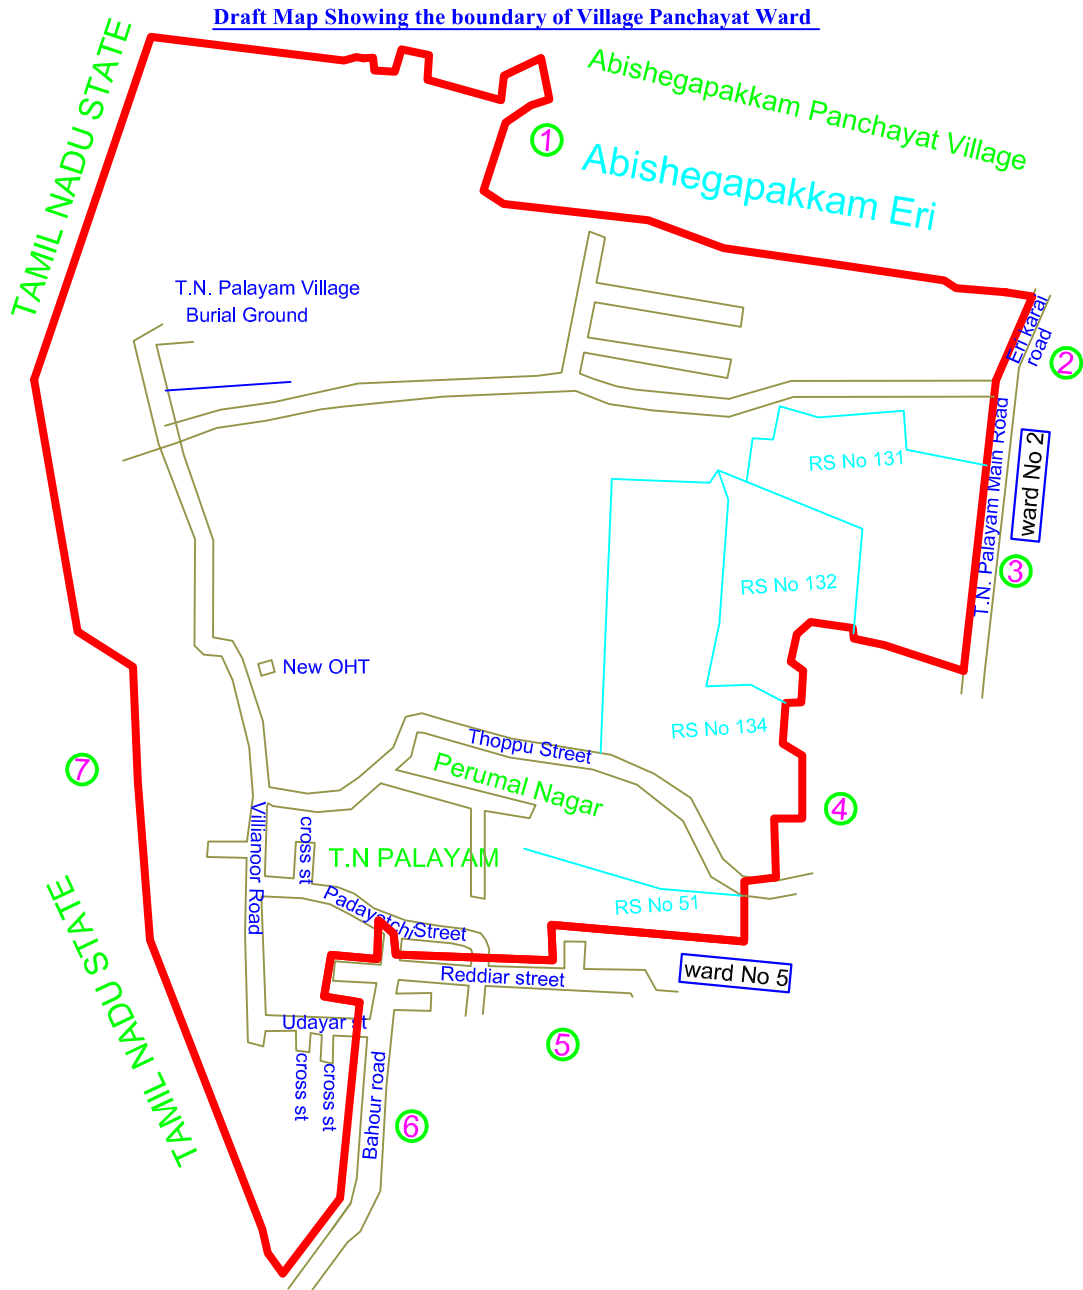 Draft Map Showing the boundary of Village Panchayat Ward
TAMIL NADU STATE
Abishegapakkam Panchayat Village
1
Abishegapakkam Eri
T.N. Palayam Village
Burial Ground
Eri karai
road
2
T.N. Palayam Main Road
ward No 2
RS No 131
3
RS No 132
New OHT
RS No 134
Thoppu Street
7
Perumal Nagar
4
Villianoor Road
cross st
T.N PALAYAM
RS No 51
Padayatchi Street
TAMIL NADU STATE
Reddiar street
ward No 5
Udayar st
5
cross st
cross st
Bahour road
6